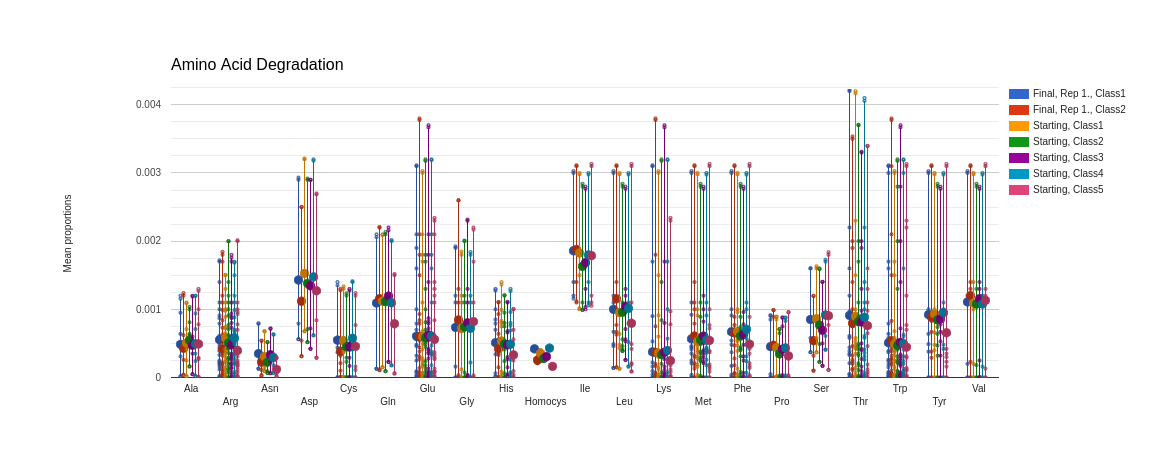 Amino Acid Degradation
Mean proportions
0.004
0.003
0.002
0.001
0
Final, Rep 1., Class1
Final, Rep 1., Class2
Starting, Class1
Starting, Class2
Starting, Class3
Starting, Class4
Starting, Class5
Ala Asn Cys Glu His Ile Lys Phe Ser Trp Val
Arg Asp Gln Gly Homocys Leu Met Pro Thr Tyr